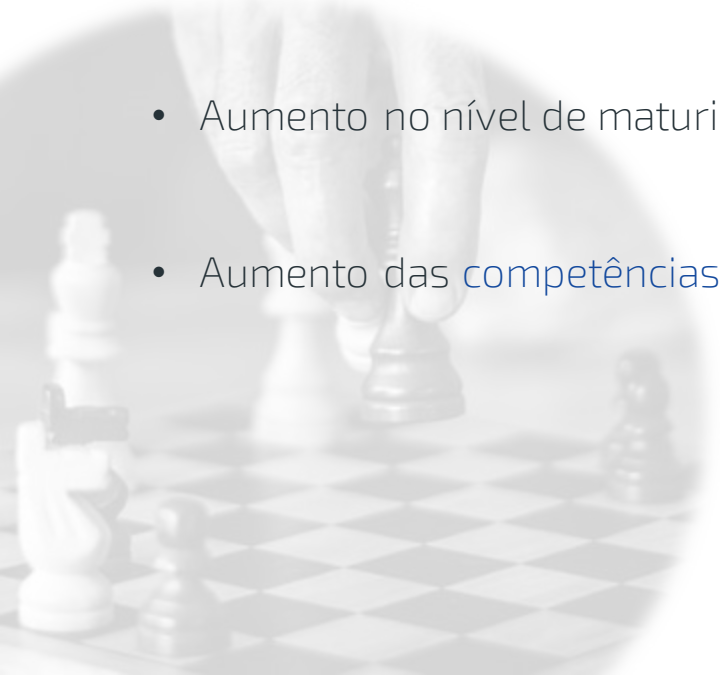 • Aumento no nível de maturi
• Aumento das competências